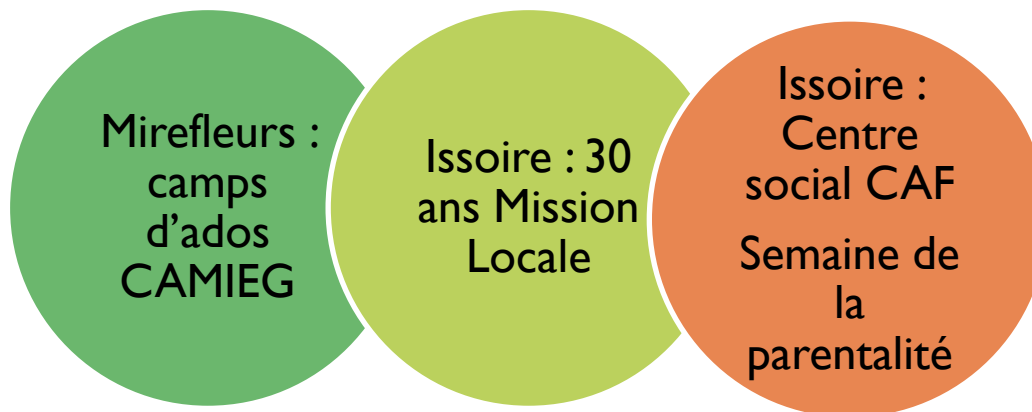 Mirefleurs :
camps
d’ados
CAMIEG
Issoire : 30
ans Mission
Locale
Issoire :
Centre
social CAF
Semaine de
la
parentalité